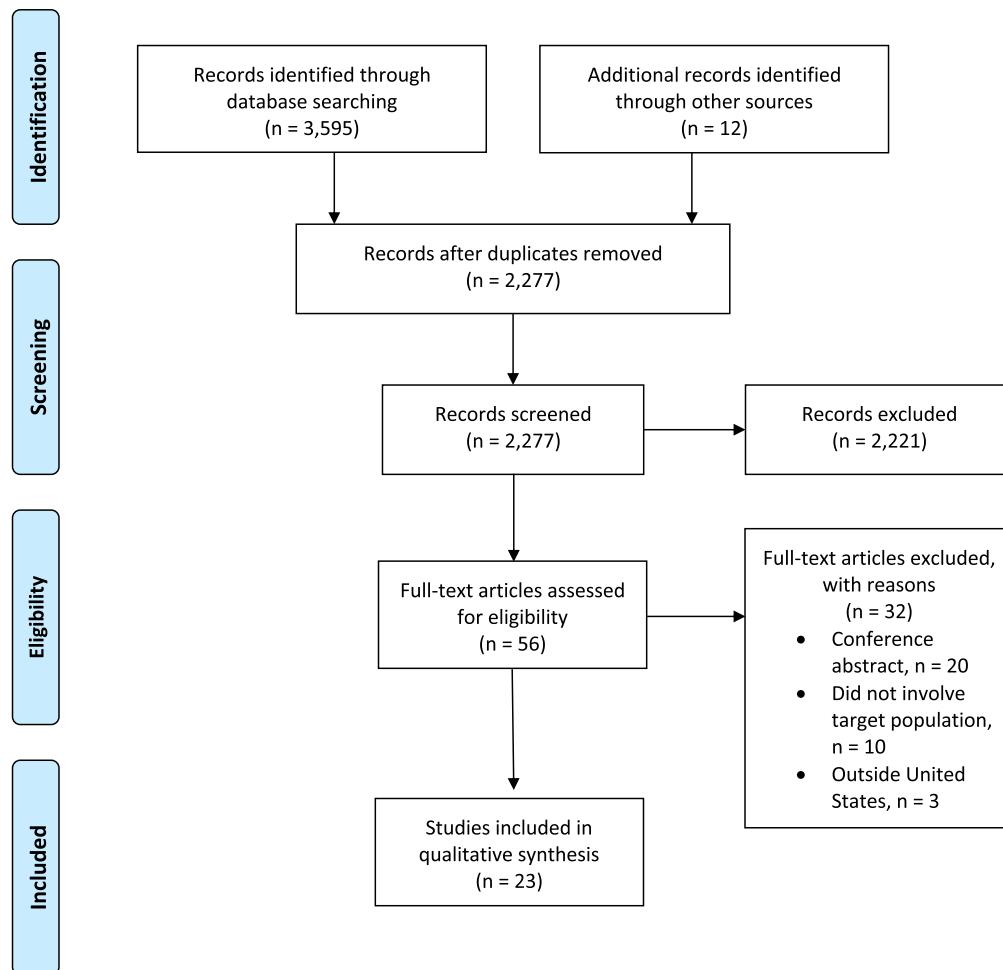 Identification
Records identified through
database searching
(n = 3,595)
Additional records identified
through other sources
(n = 12)
Records after duplicates removed
(n = 2,277)
Screening
Records screened
(n = 2,277)
Records excluded
(n = 2,221)
Eligibility
Full-text articles assessed
for eligibility
(n = 56)
Full-text articles excluded,
with reasons
(n = 32)
• Conference
abstract, n = 20
• Did not involve
target population,
n = 10
• Outside United
States, n = 3
Included
Studies included in
qualitative synthesis
(n = 23)